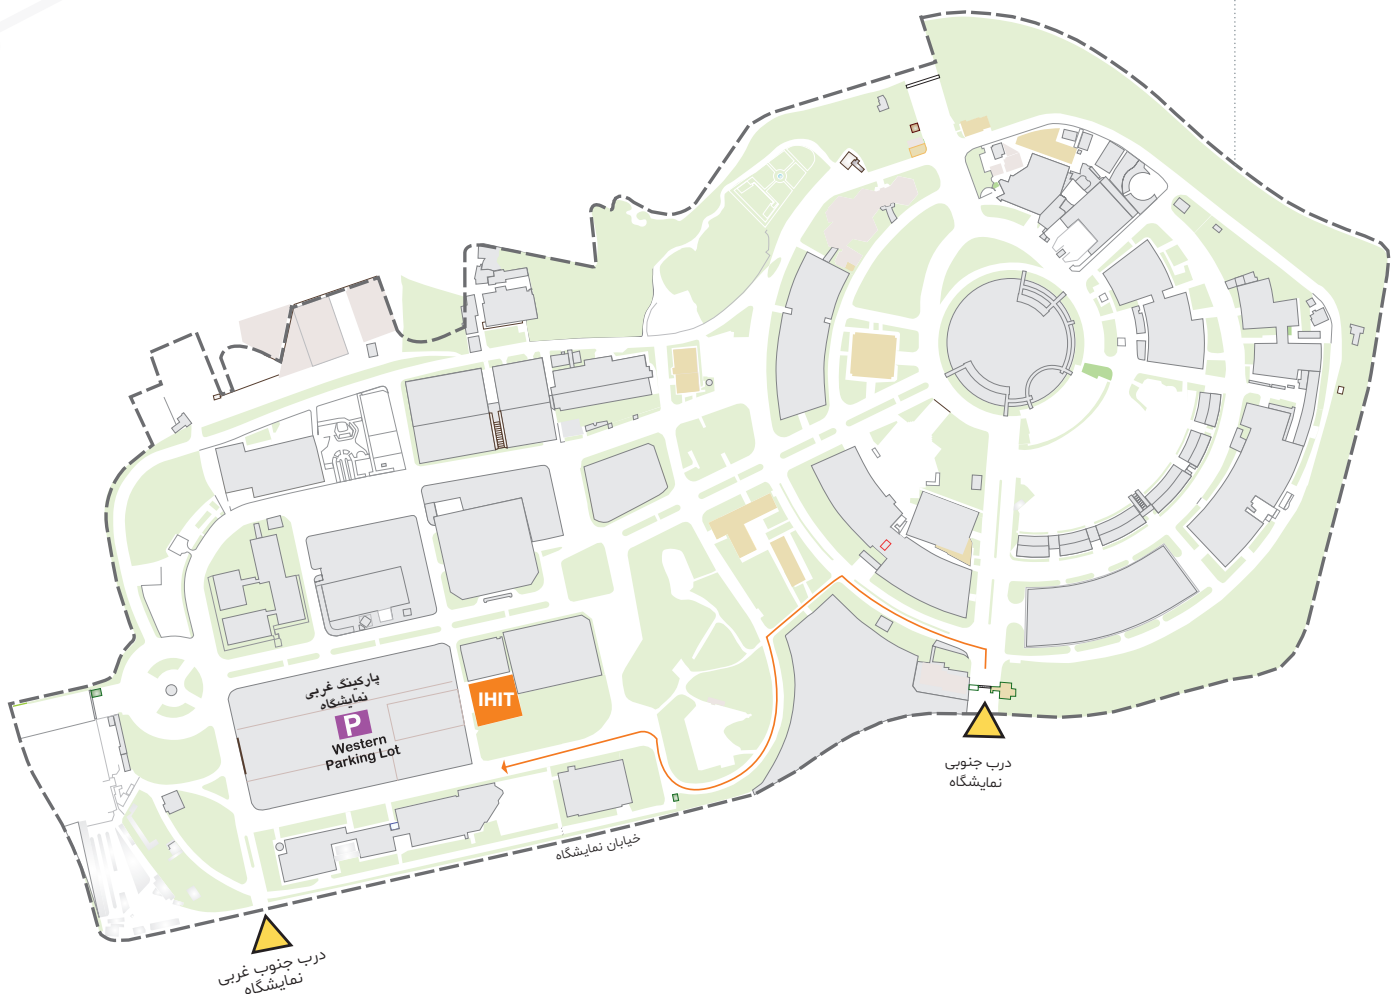 پارکینگ غربی
نمایشگاه
P
Western
Parking Lot
IHIT
درب جنوبی
نمایشگاه
خیابان نمایشگاه
درب جنوب غربی
نمایشگاه